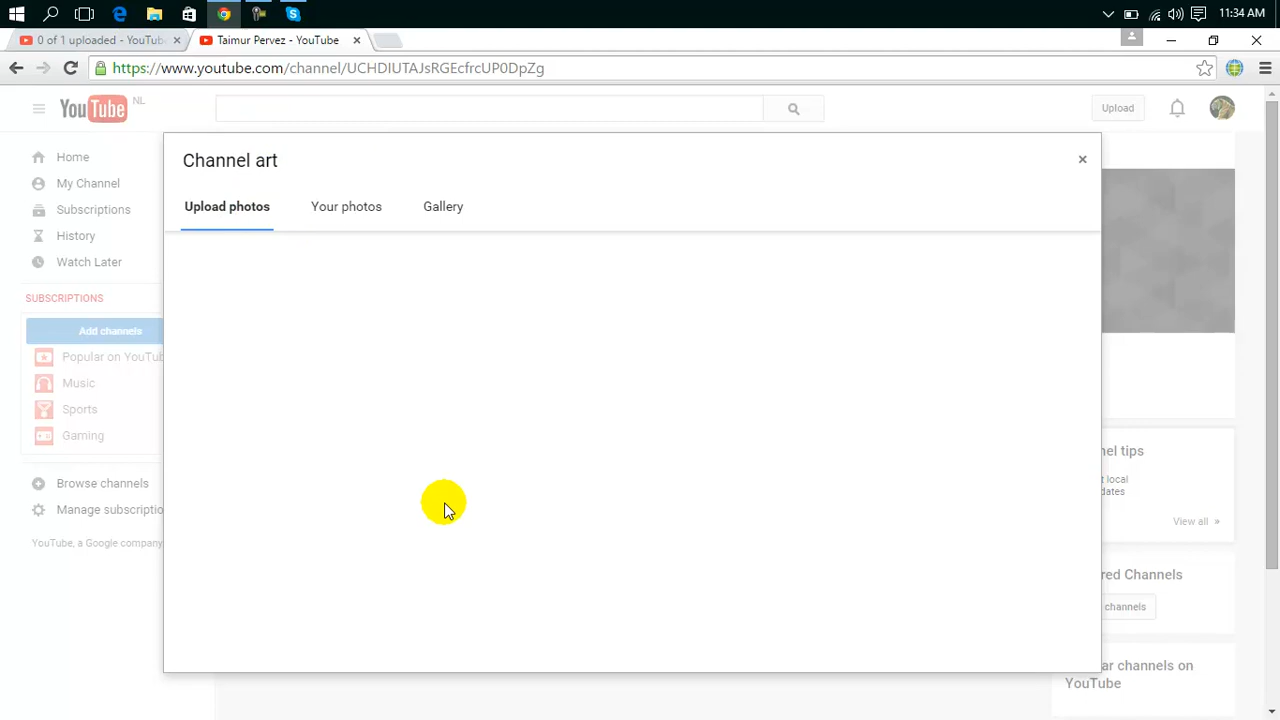 11:34 AM
0 of 1 uploaded - YouTub
Taimur Pervez - YouTube
https://www.youtube.com/channel/UCHDIUTAJsRGEcfrcUP0DpZg
YouTube NL
Upload
Channel art
Upload photos
Your photos
Gallery
Home
My Channel
Subscriptions
History
Watch Later
SUBSCRIPTIONS
Add channels
Popular on YouTub
Music
Sports
Gaming
Browse channels
Manage subscriptio
YouTube, a Google company
nel tips
t local
dates
View all »
red Channels
channels
ar channels on
YouTube